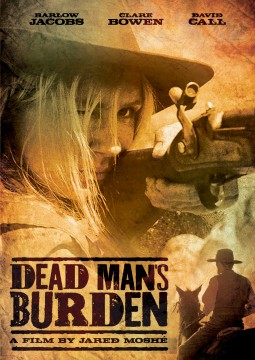 BARLOW JACOBS
CLARE BOWEN
DAVID CALL
DEAD MAN'S
BURDEN
A FILM BY JARED MOSHÉ